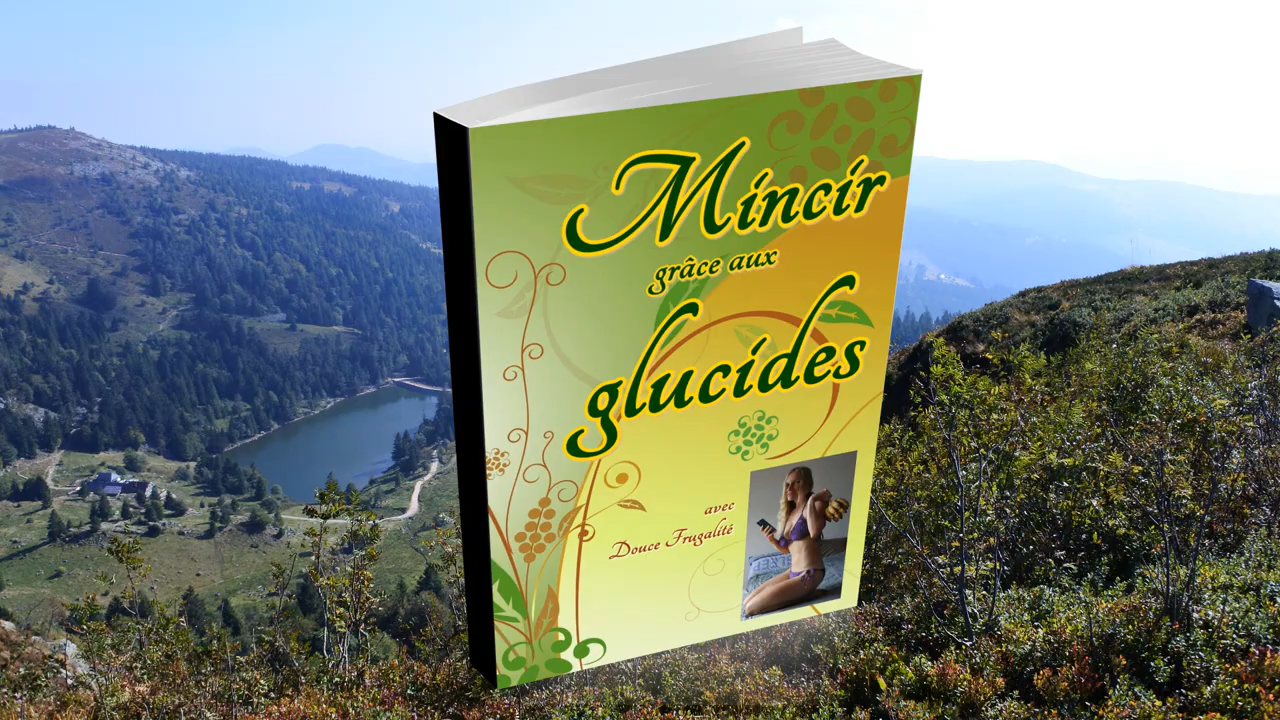 Mincir
grâce aux
glucides
avec
Douce Frugalité